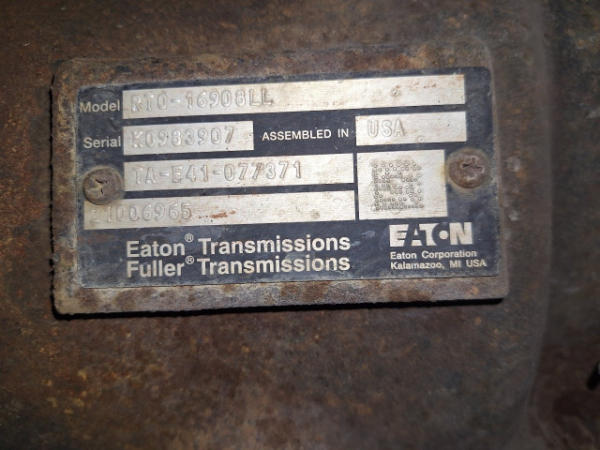 Model RTO-16908LL
Serial K0983907 ASSEMBLED IN USA
TA-E41-077371
1006965
Eaton® Transmissions
Fuller® Transmissions
EATON
Eaton Corporation
Kalamazoo, MI USA